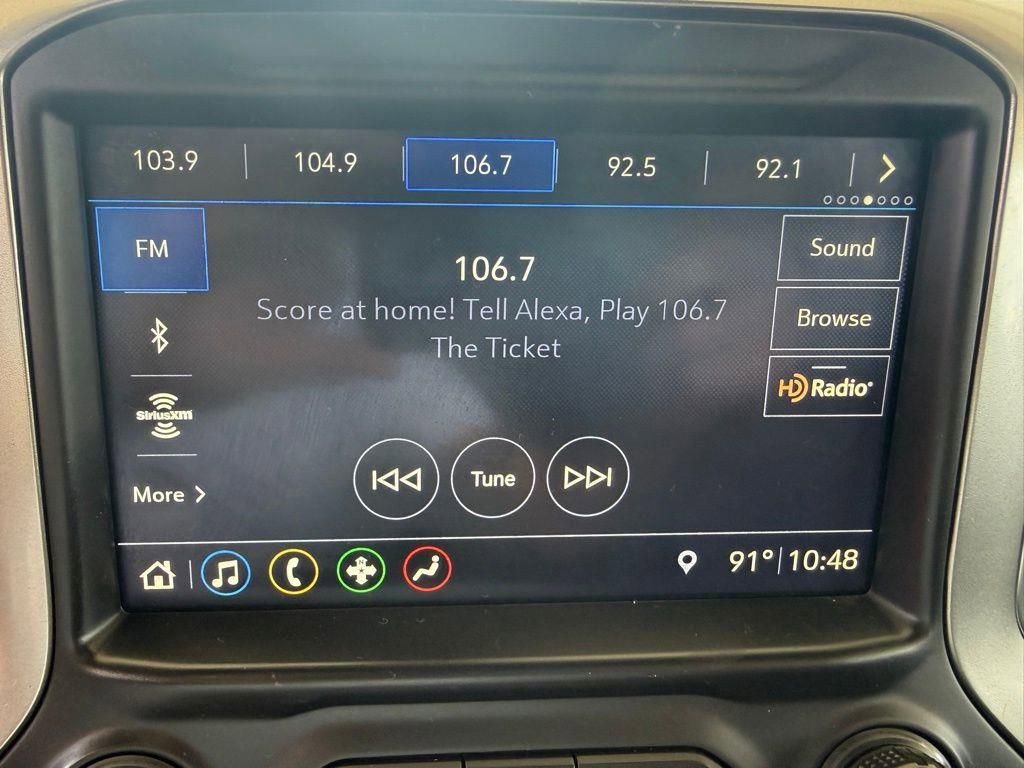 103.9 104.9 106.7 92.5 92.1
FM
106.7
Sound
Score at home! Tell Alexa, Play 106.7
The Ticket
Browse
SiriusXM
HD Radio
More
Tune
91° 10:48